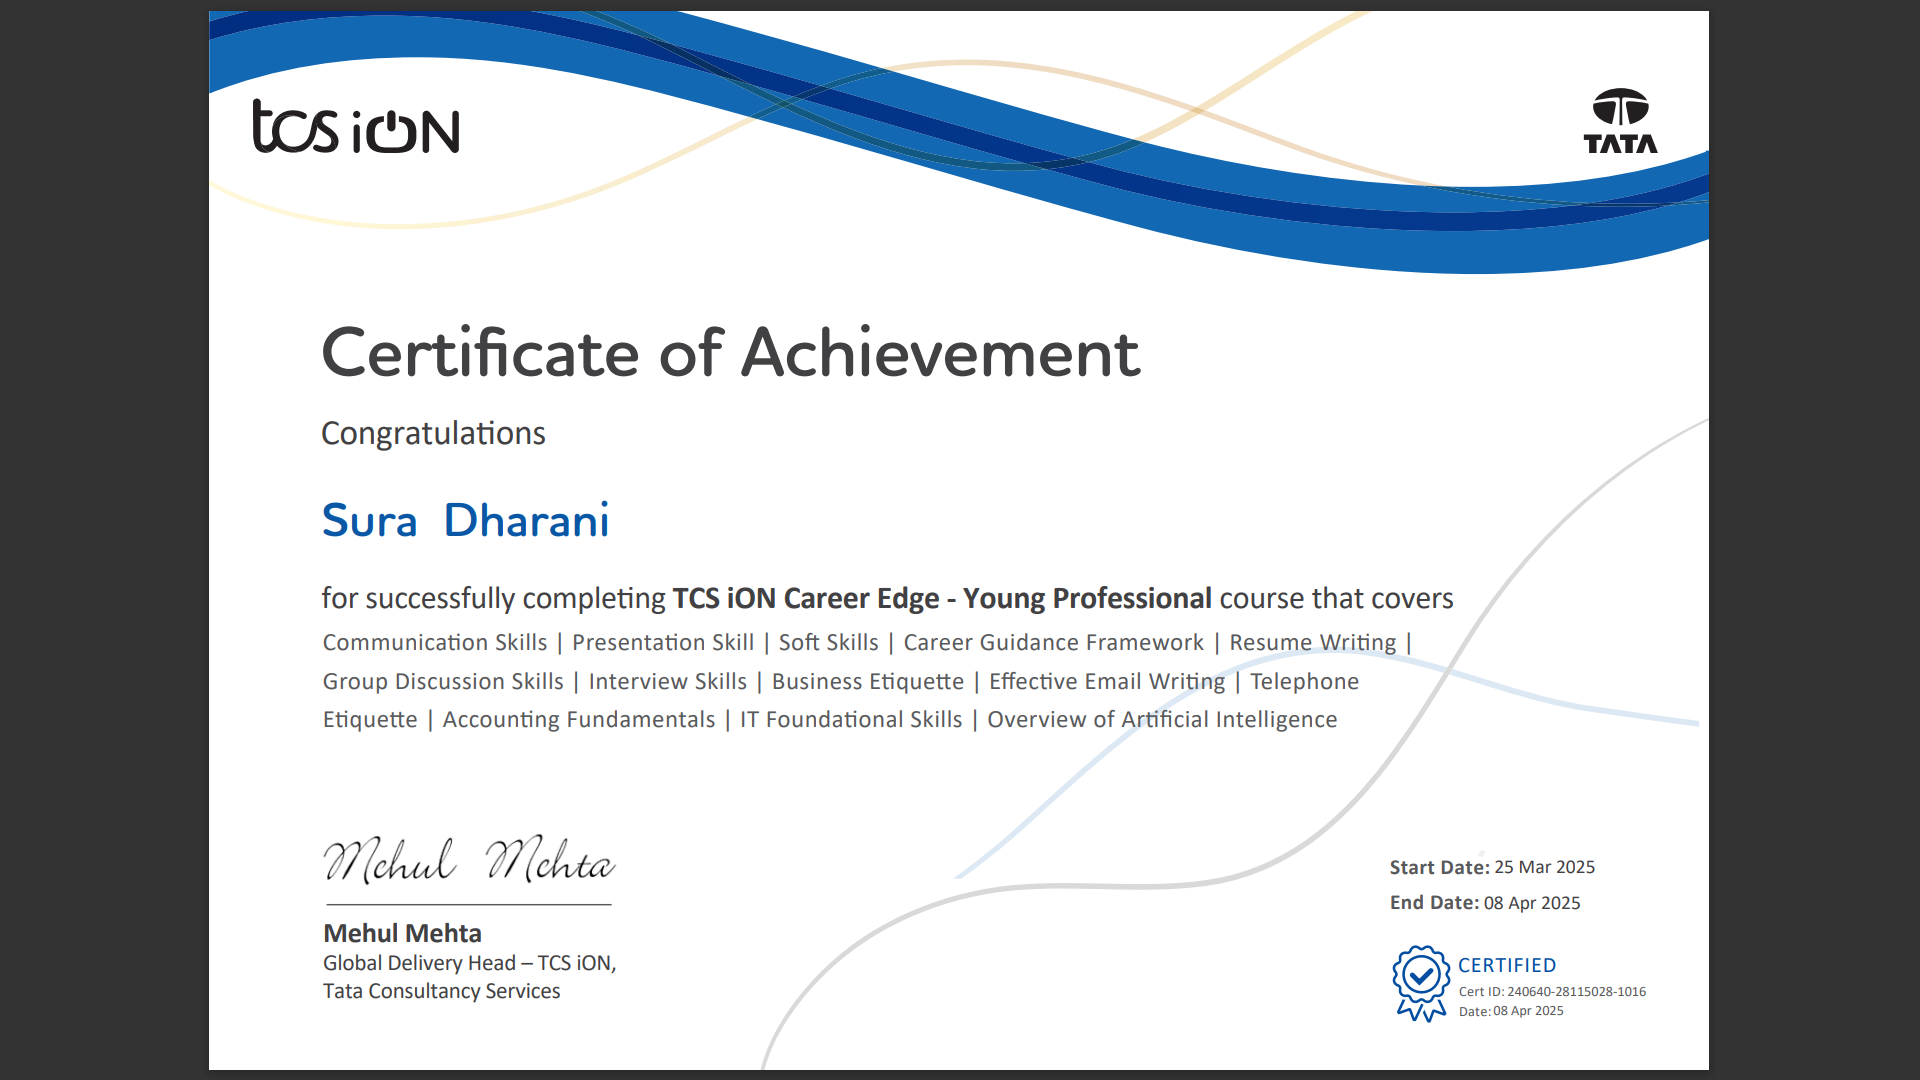 tcs iON
TATA
Certificate of Achievement
Congratulations
Sura Dharani
for successfully completing TCS iON Career Edge - Young Professional course that covers
Communication Skills | Presentation Skill | Soft Skills | Career Guidance Framework | Resume Writing |
Group Discussion Skills | Interview Skills | Business Etiquette | Effective Email Writing | Telephone
Etiquette | Accounting Fundamentals | IT Foundational Skills | Overview of Artificial Intelligence
Mehul Mehta
Mehul Mehta
Global Delivery Head – TCS iON,
Tata Consultancy Services
Start Date: 25 Mar 2025
End Date: 08 Apr 2025
CERTIFIED
Cert ID: 240640-28115028-1016
Date: 08 Apr 2025